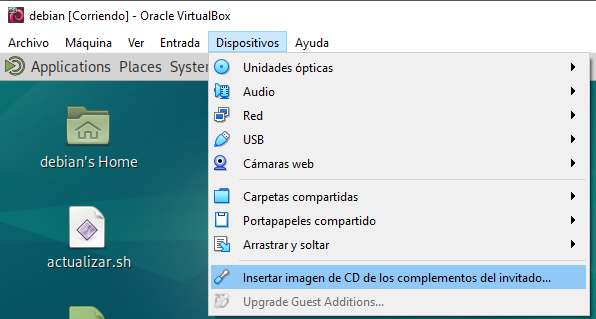 debian [Corriendo] - Oracle VirtualBox
Archivo Máquina Ver Entrada Dispositivos Ayuda
Applications Places System
Unidades ópticas
Audio
Red
USB
Cámaras web
Carpetas compartidas
Portapapeles compartido
Arrastrar y soltar
Insertar imagen de CD de los complementos del invitado...
Upgrade Guest Additions...
debian's Home
actualizar.sh